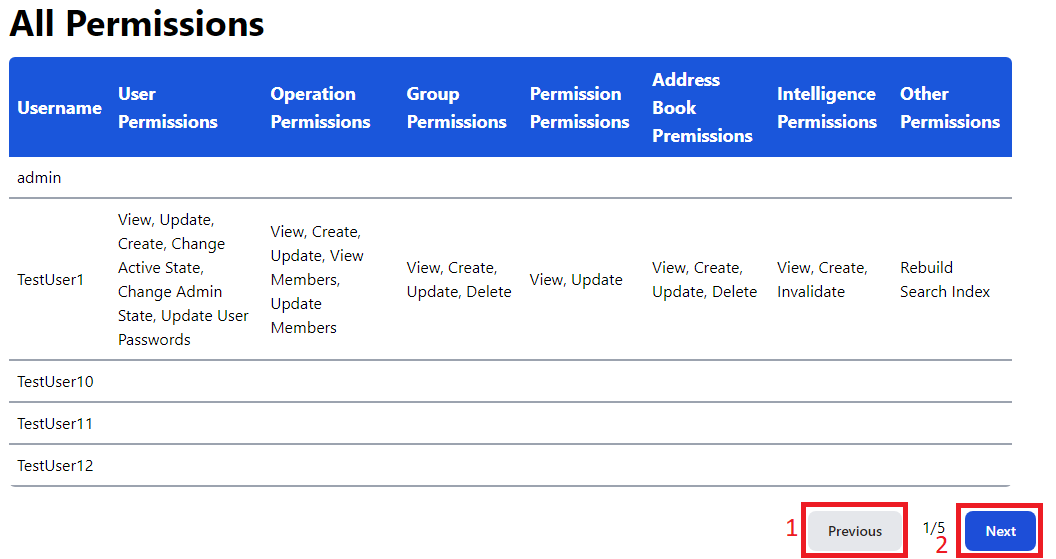 All Permissions
Username
User
Permissions
Operation
Permissions
Group
Permissions
Permission
Permissions
Address
Book
Premissions
Intelligence
Permissions
Other
Permissions
admin
TestUser1
View, Update,
Create, Change
Active State,
Change Admin
State, Update User
Passwords
View, Create,
Update, View
Members,
Update
Members
View, Create,
Update, Delete
View, Update
View, Create,
Update, Delete
View, Create,
Invalidate
Rebuild
Search Index
TestUser10
TestUser11
TestUser12
1
Previous
1/5
2
Next